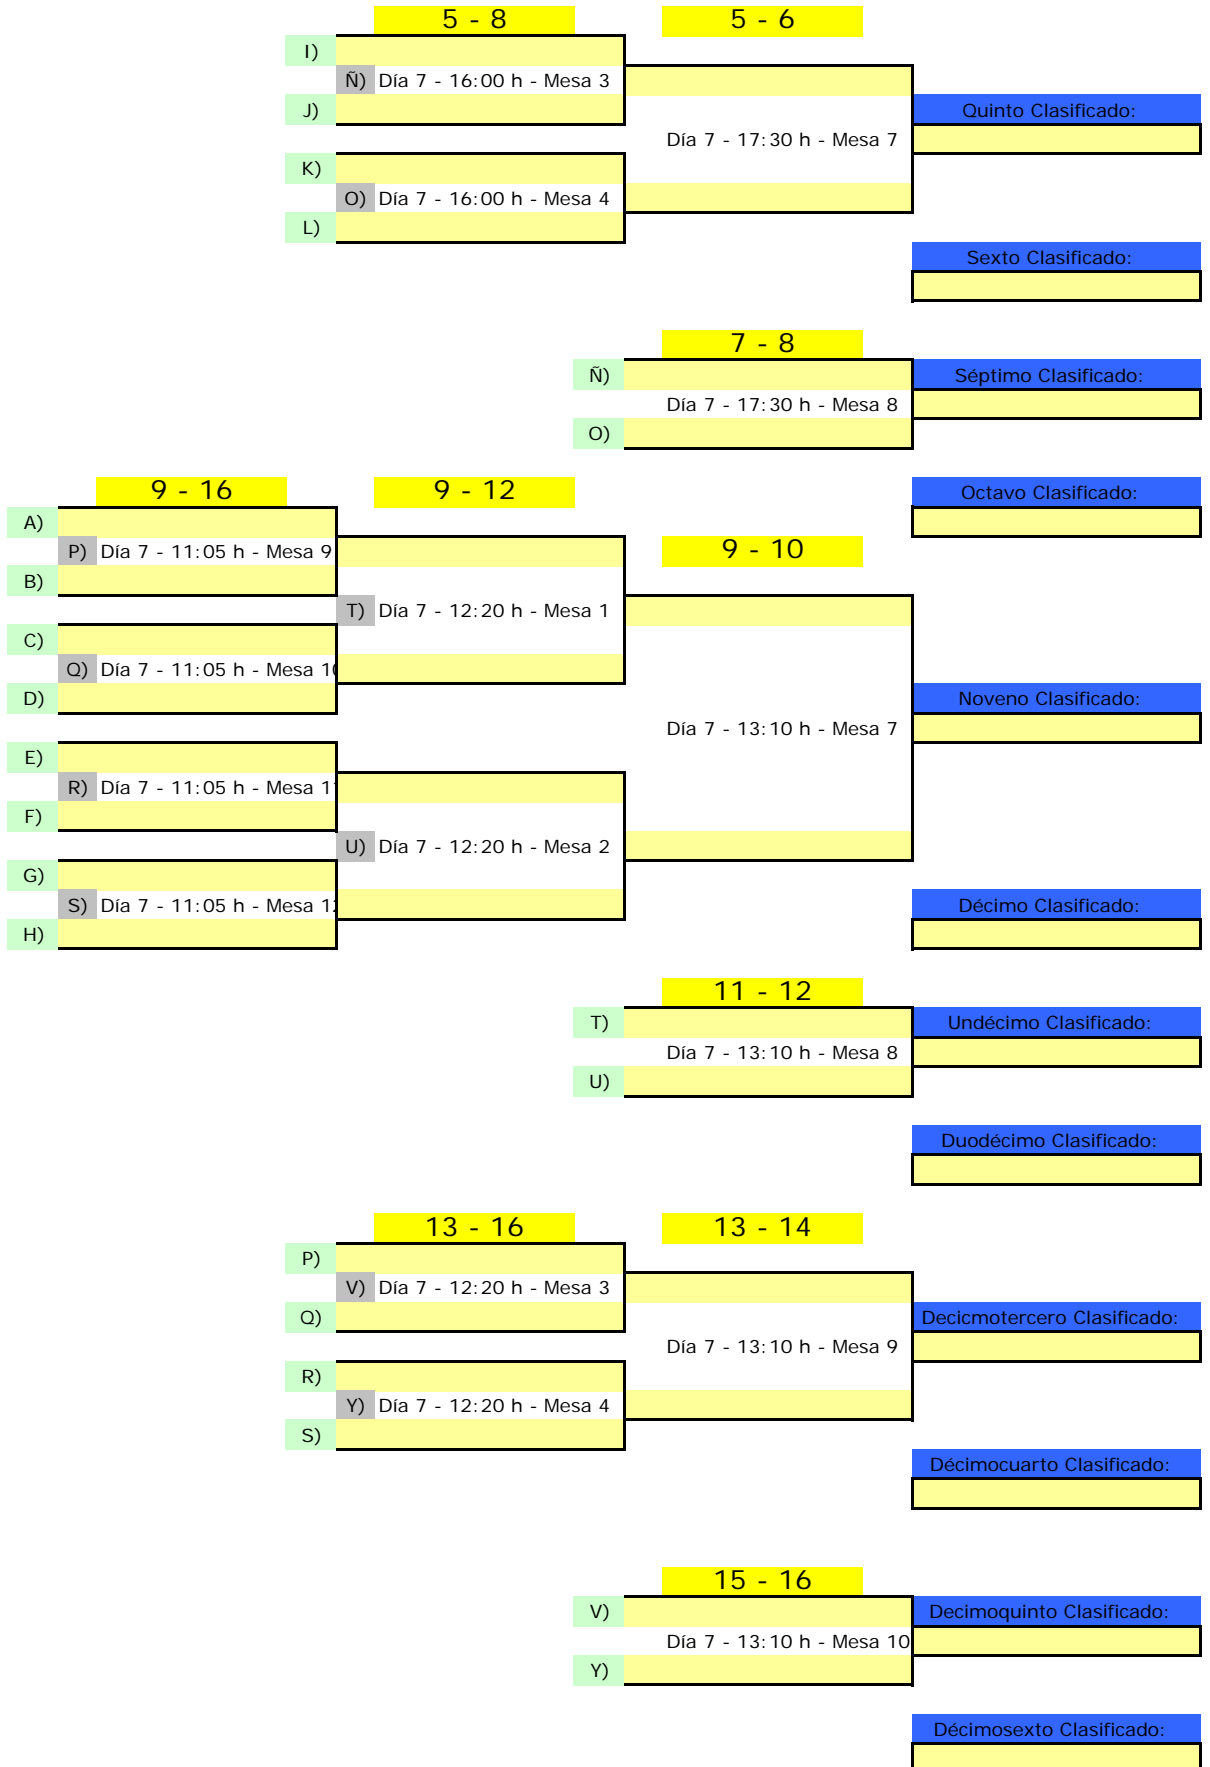 5 - 8
5 - 6
I)
Ñ) Día 7 - 16:00 h - Mesa 3
J)
Quinto Clasificado:
Día 7 - 17:30 h - Mesa 7
K)
O) Día 7 - 16:00 h - Mesa 4
L)
Sexto Clasificado:
7 - 8
Ñ)
Séptimo Clasificado:
Día 7 - 17:30 h - Mesa 8
O)
9 - 16
9 - 12
Octavo Clasificado:
A)
P) Día 7 - 11:05 h - Mesa 9
9 - 10
B)
T) Día 7 - 12:20 h - Mesa 1
C)
Q) Día 7 - 11:05 h - Mesa 10
D)
Noveno Clasificado:
Día 7 - 13:10 h - Mesa 7
E)
R) Día 7 - 11:05 h - Mesa 11
F)
U) Día 7 - 12:20 h - Mesa 2
G)
S) Día 7 - 11:05 h - Mesa 12
Décimo Clasificado:
H)
11 - 12
T)
Undécimo Clasificado:
Día 7 - 13:10 h - Mesa 8
U)
Duodécimo Clasificado:
13 - 16
13 - 14
P)
V) Día 7 - 12:20 h - Mesa 3
Q)
Decicmotercero Clasificado:
Día 7 - 13:10 h - Mesa 9
R)
Y) Día 7 - 12:20 h - Mesa 4
S)
Décimocuarto Clasificado:
15 - 16
V)
Decimoquinto Clasificado:
Día 7 - 13:10 h - Mesa 10
Y)
Décimosexto Clasificado: